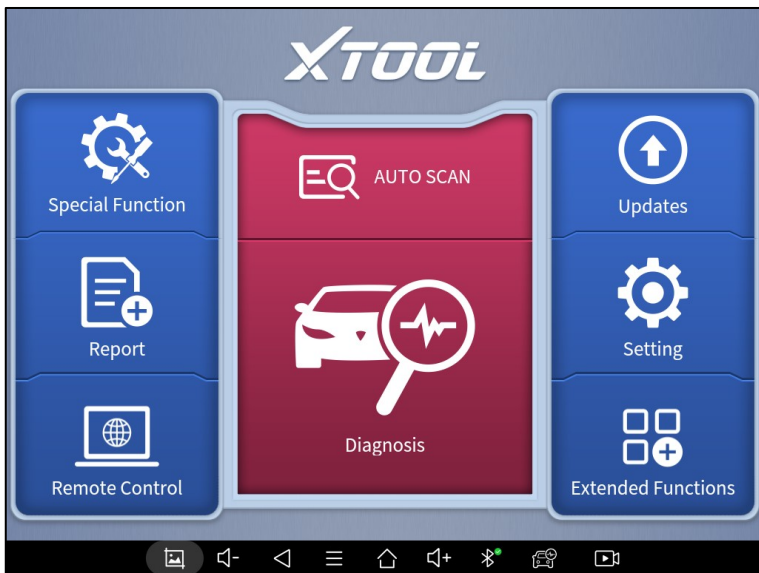 XTOOL
Special Function
AUTO SCAN
Updates
Report
Diagnosis
Setting
Remote Control
Extended Functions